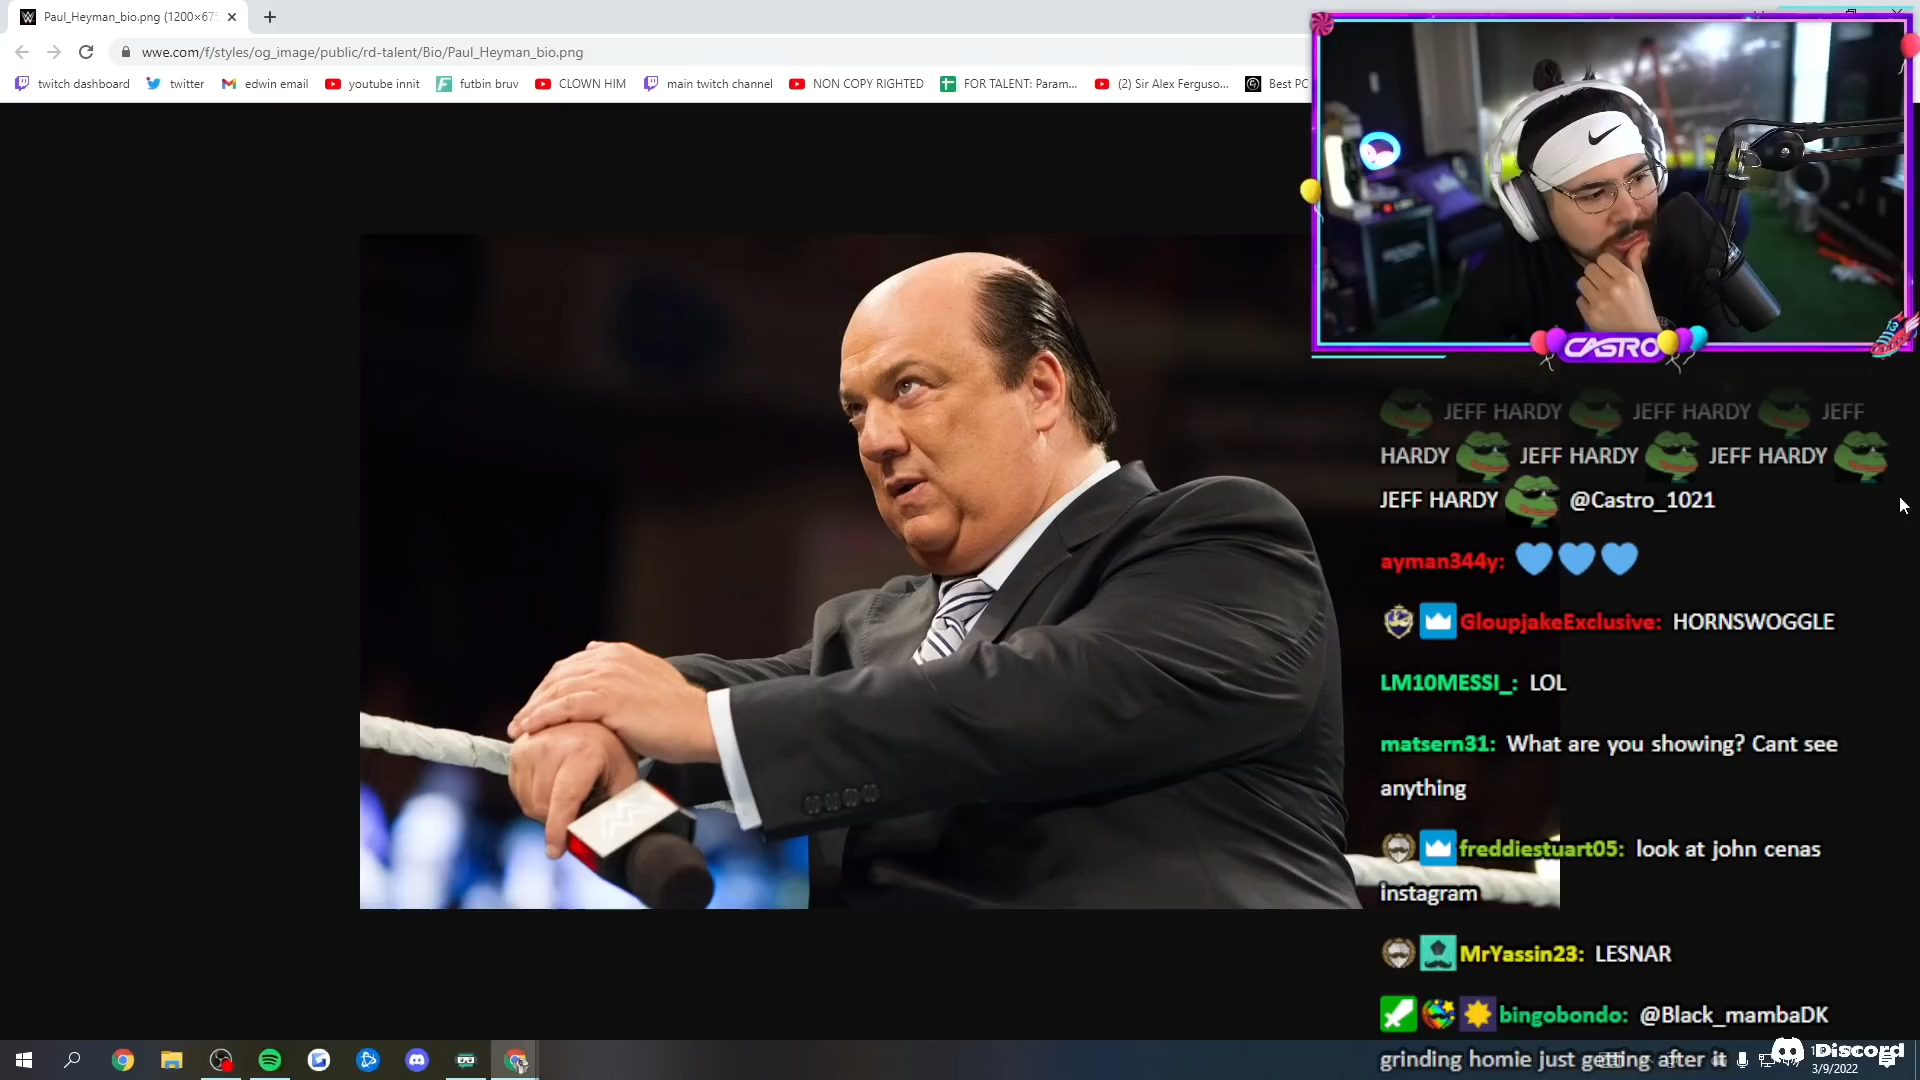 Paul_Heyman_bio.png (1200×675
wwe.com/f/styles/og_image/public/rd-talent/Bio/Paul_Heyman_bio.png
twitch dashboard twitter edwin email youtube innit futbin bruv CLOWN HIM main twitch channel NON COPY RIGHTED FOR TALENT: Param... (2) Sir Alex Ferguso... Best PC
CASTRO
JEFF HARDY JEFF HARDY JEFF
HARDY JEFF HARDY JEFF HARDY
JEFF HARDY @Castro_1021
ayman344y:
GloupjakeExclusive: HORNSWOGGLE
LM10MESSI_: LOL
matsern31: What are you showing? Cant see
anything
freddiestuart05: look at john cenas
instagram
MrYassin23: LESNAR
bingobondo: @Black_mambaDK
grinding homie just getting after it
Discord
3/9/2022